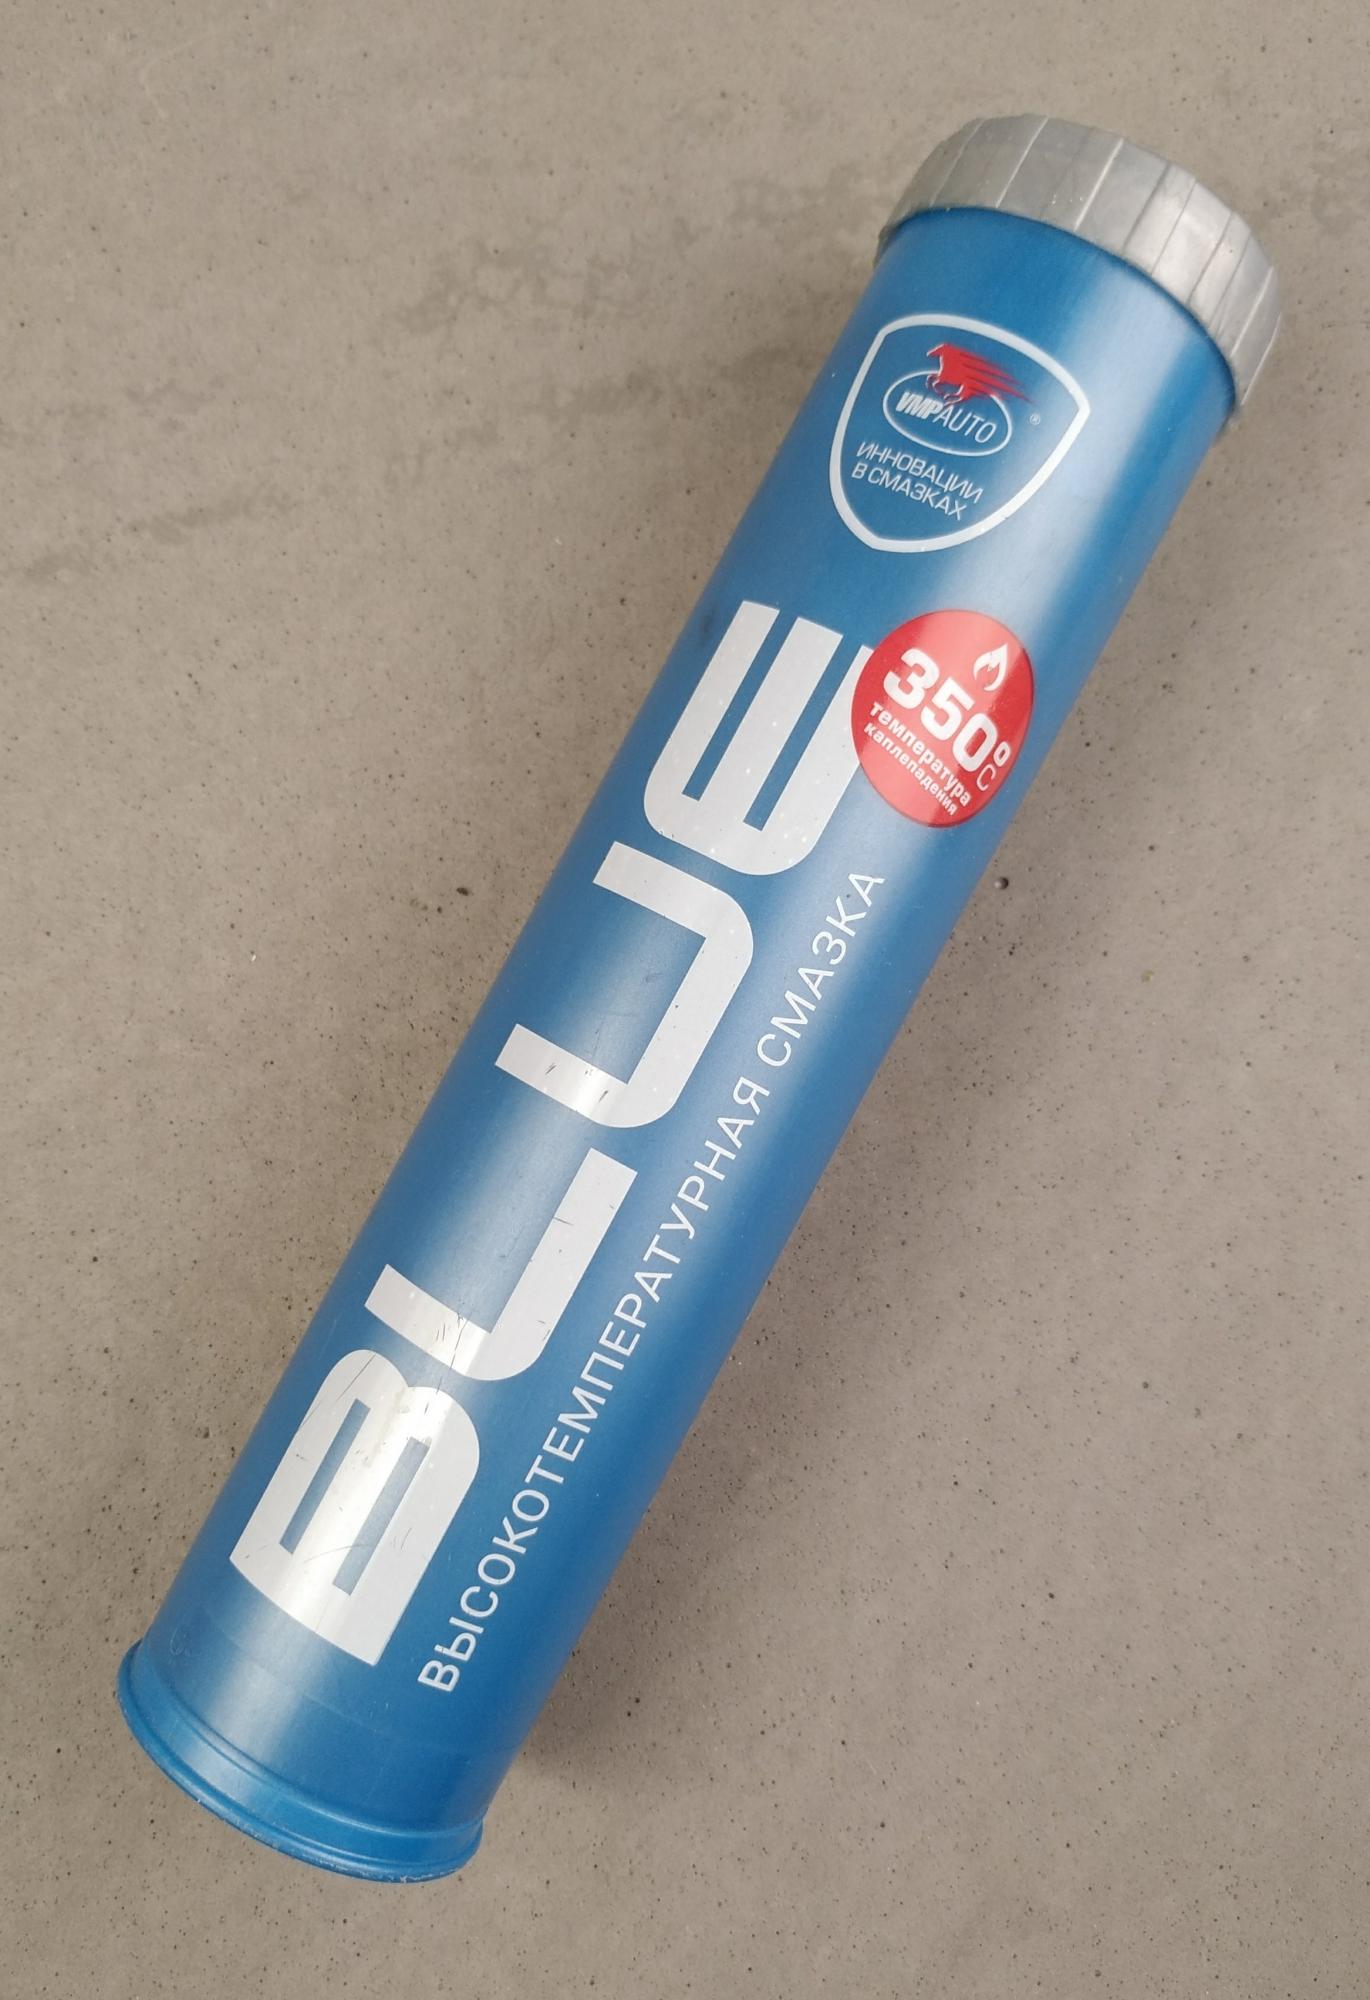 VMPAUTO ®
ИННОВАЦИИ
В СМАЗКАХ
350°C
температура
каплепадения
BLUE
ВЫСОКОТЕМПЕРАТУРНАЯ СМАЗКА